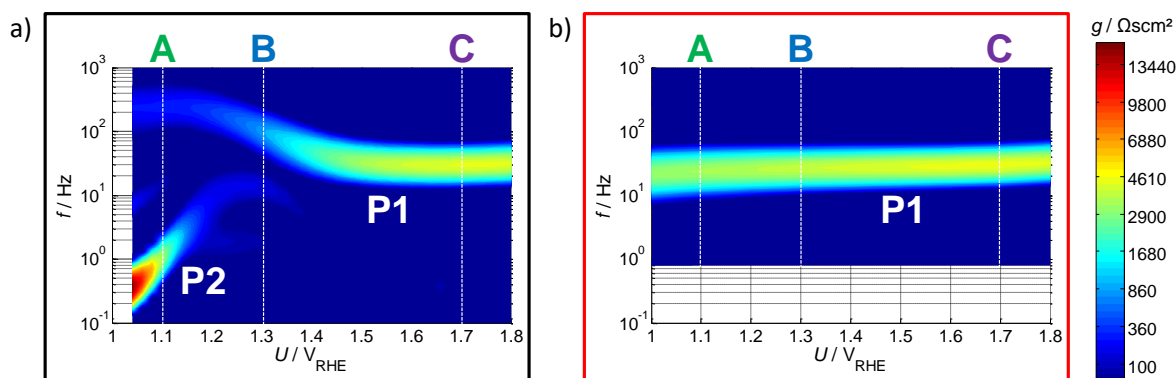 a)
A B C
10³
10²
10¹
10⁰
10⁻¹
f / Hz
P1
P2
1 1.1 1.2 1.3 1.4 1.5 1.6 1.7 1.8
U / V_RHE
b)
A B C
10³
10²
10¹
10⁰
10⁻¹
f / Hz
P1
1 1.1 1.2 1.3 1.4 1.5 1.6 1.7 1.8
U / V_RHE
g / Ωscm²
13440
9800
6880
4610
2900
1680
860
360
100